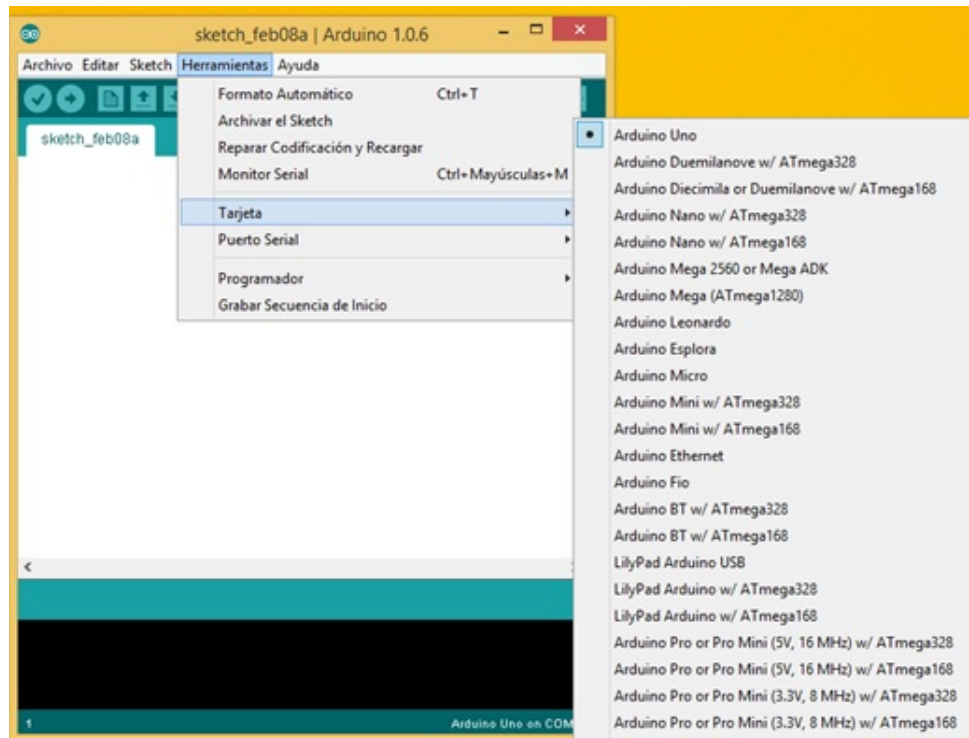 sketch_feb08a | Arduino 1.0.6
Archivo Editar Sketch Herramientas Ayuda
sketch_feb08a
Formato Automático Ctrl+T
Archivar el Sketch
Reparar Codificación y Recargar
Monitor Serial Ctrl+Mayúsculas+M
Tarjeta
Puerto Serial
Programador
Grabar Secuencia de Inicio
Arduino Uno
Arduino Duemilanove w/ ATmega328
Arduino Diecimila or Duemilanove w/ ATmega168
Arduino Nano w/ ATmega328
Arduino Nano w/ ATmega168
Arduino Mega 2560 or Mega ADK
Arduino Mega (ATmega1280)
Arduino Leonardo
Arduino Esplora
Arduino Micro
Arduino Mini w/ ATmega328
Arduino Mini w/ ATmega168
Arduino Ethernet
Arduino Fio
Arduino BT w/ ATmega328
Arduino BT w/ ATmega168
LilyPad Arduino USB
LilyPad Arduino w/ ATmega328
LilyPad Arduino w/ ATmega168
Arduino Pro or Pro Mini (5V, 16 MHz) w/ ATmega328
Arduino Pro or Pro Mini (5V, 16 MHz) w/ ATmega168
Arduino Pro or Pro Mini (3.3V, 8 MHz) w/ ATmega328
Arduino Pro or Pro Mini (3.3V, 8 MHz) w/ ATmega168
1 Arduino Uno on COM